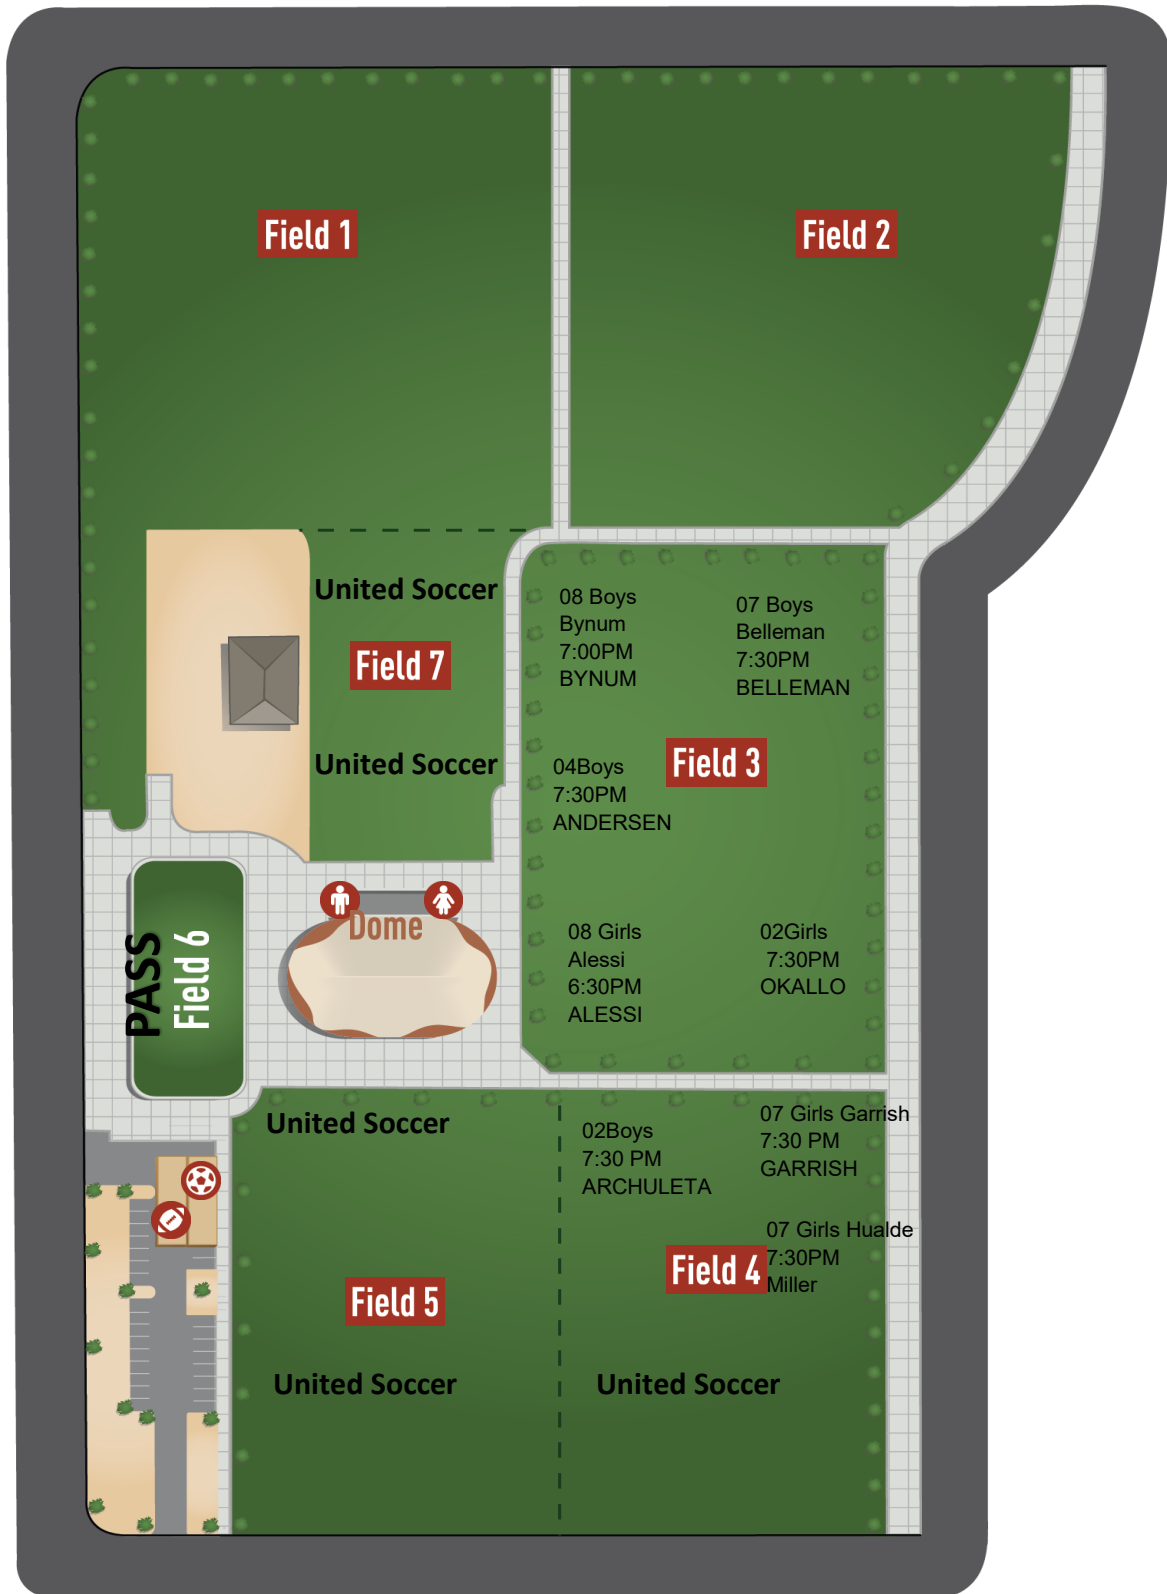 Field 1
Field 2
United Soccer
Field 7
United Soccer
08 Boys
Bynum
7:00PM
BYNUM
07 Boys
Belleman
7:30PM
BELLEMAN
Field 3
04Boys
7:30PM
ANDERSEN
08 Girls
Alessi
6:30PM
ALESSI
02Girls
7:30PM
OKALLO
PASS
Field 6
Dome
United Soccer
Field 5
United Soccer
02Boys
7:30 PM
ARCHULETA
07 Girls Garrish
7:30 PM
GARRISH
07 Girls Hualde
7:30PM
Miller
Field 4
United Soccer